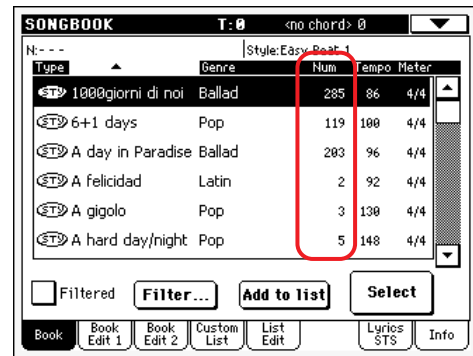 SONGBOOK T:0 <no chord> 0
N:--- Style:Easy Beat 1
Type Genre Num Tempo Meter
STY 1000giorni di noi Ballad 285 86 4/4
STY 6+1 days Pop 119 100 4/4
STY A day in Paradise Ballad 203 96 4/4
STY A felicidad Latin 2 92 4/4
STY A gigolo Pop 3 130 4/4
STY A hard day/night Pop 5 148 4/4
Filtered Filter... Add to list Select
Book Book Edit 1 Book Edit 2 Custom List List Edit Lyrics STS Info